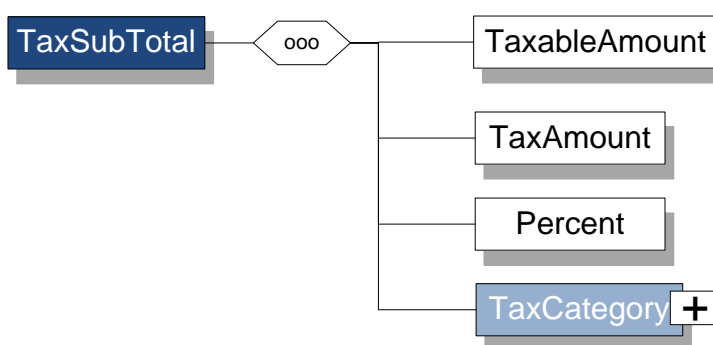 TaxSubTotal
ooo
TaxableAmount
TaxAmount
Percent
TaxCategory +